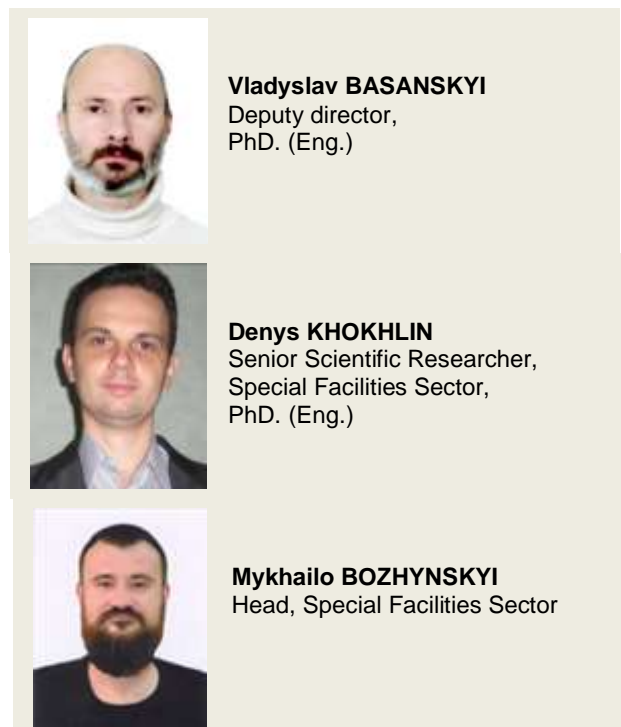 Vladyslav BASANSKYI
Deputy director,
PhD. (Eng.)
Denys KHOKHLIN
Senior Scientific Researcher,
Special Facilities Sector,
PhD. (Eng.)
Mykhailo BOZHYNSKYI
Head, Special Facilities Sector